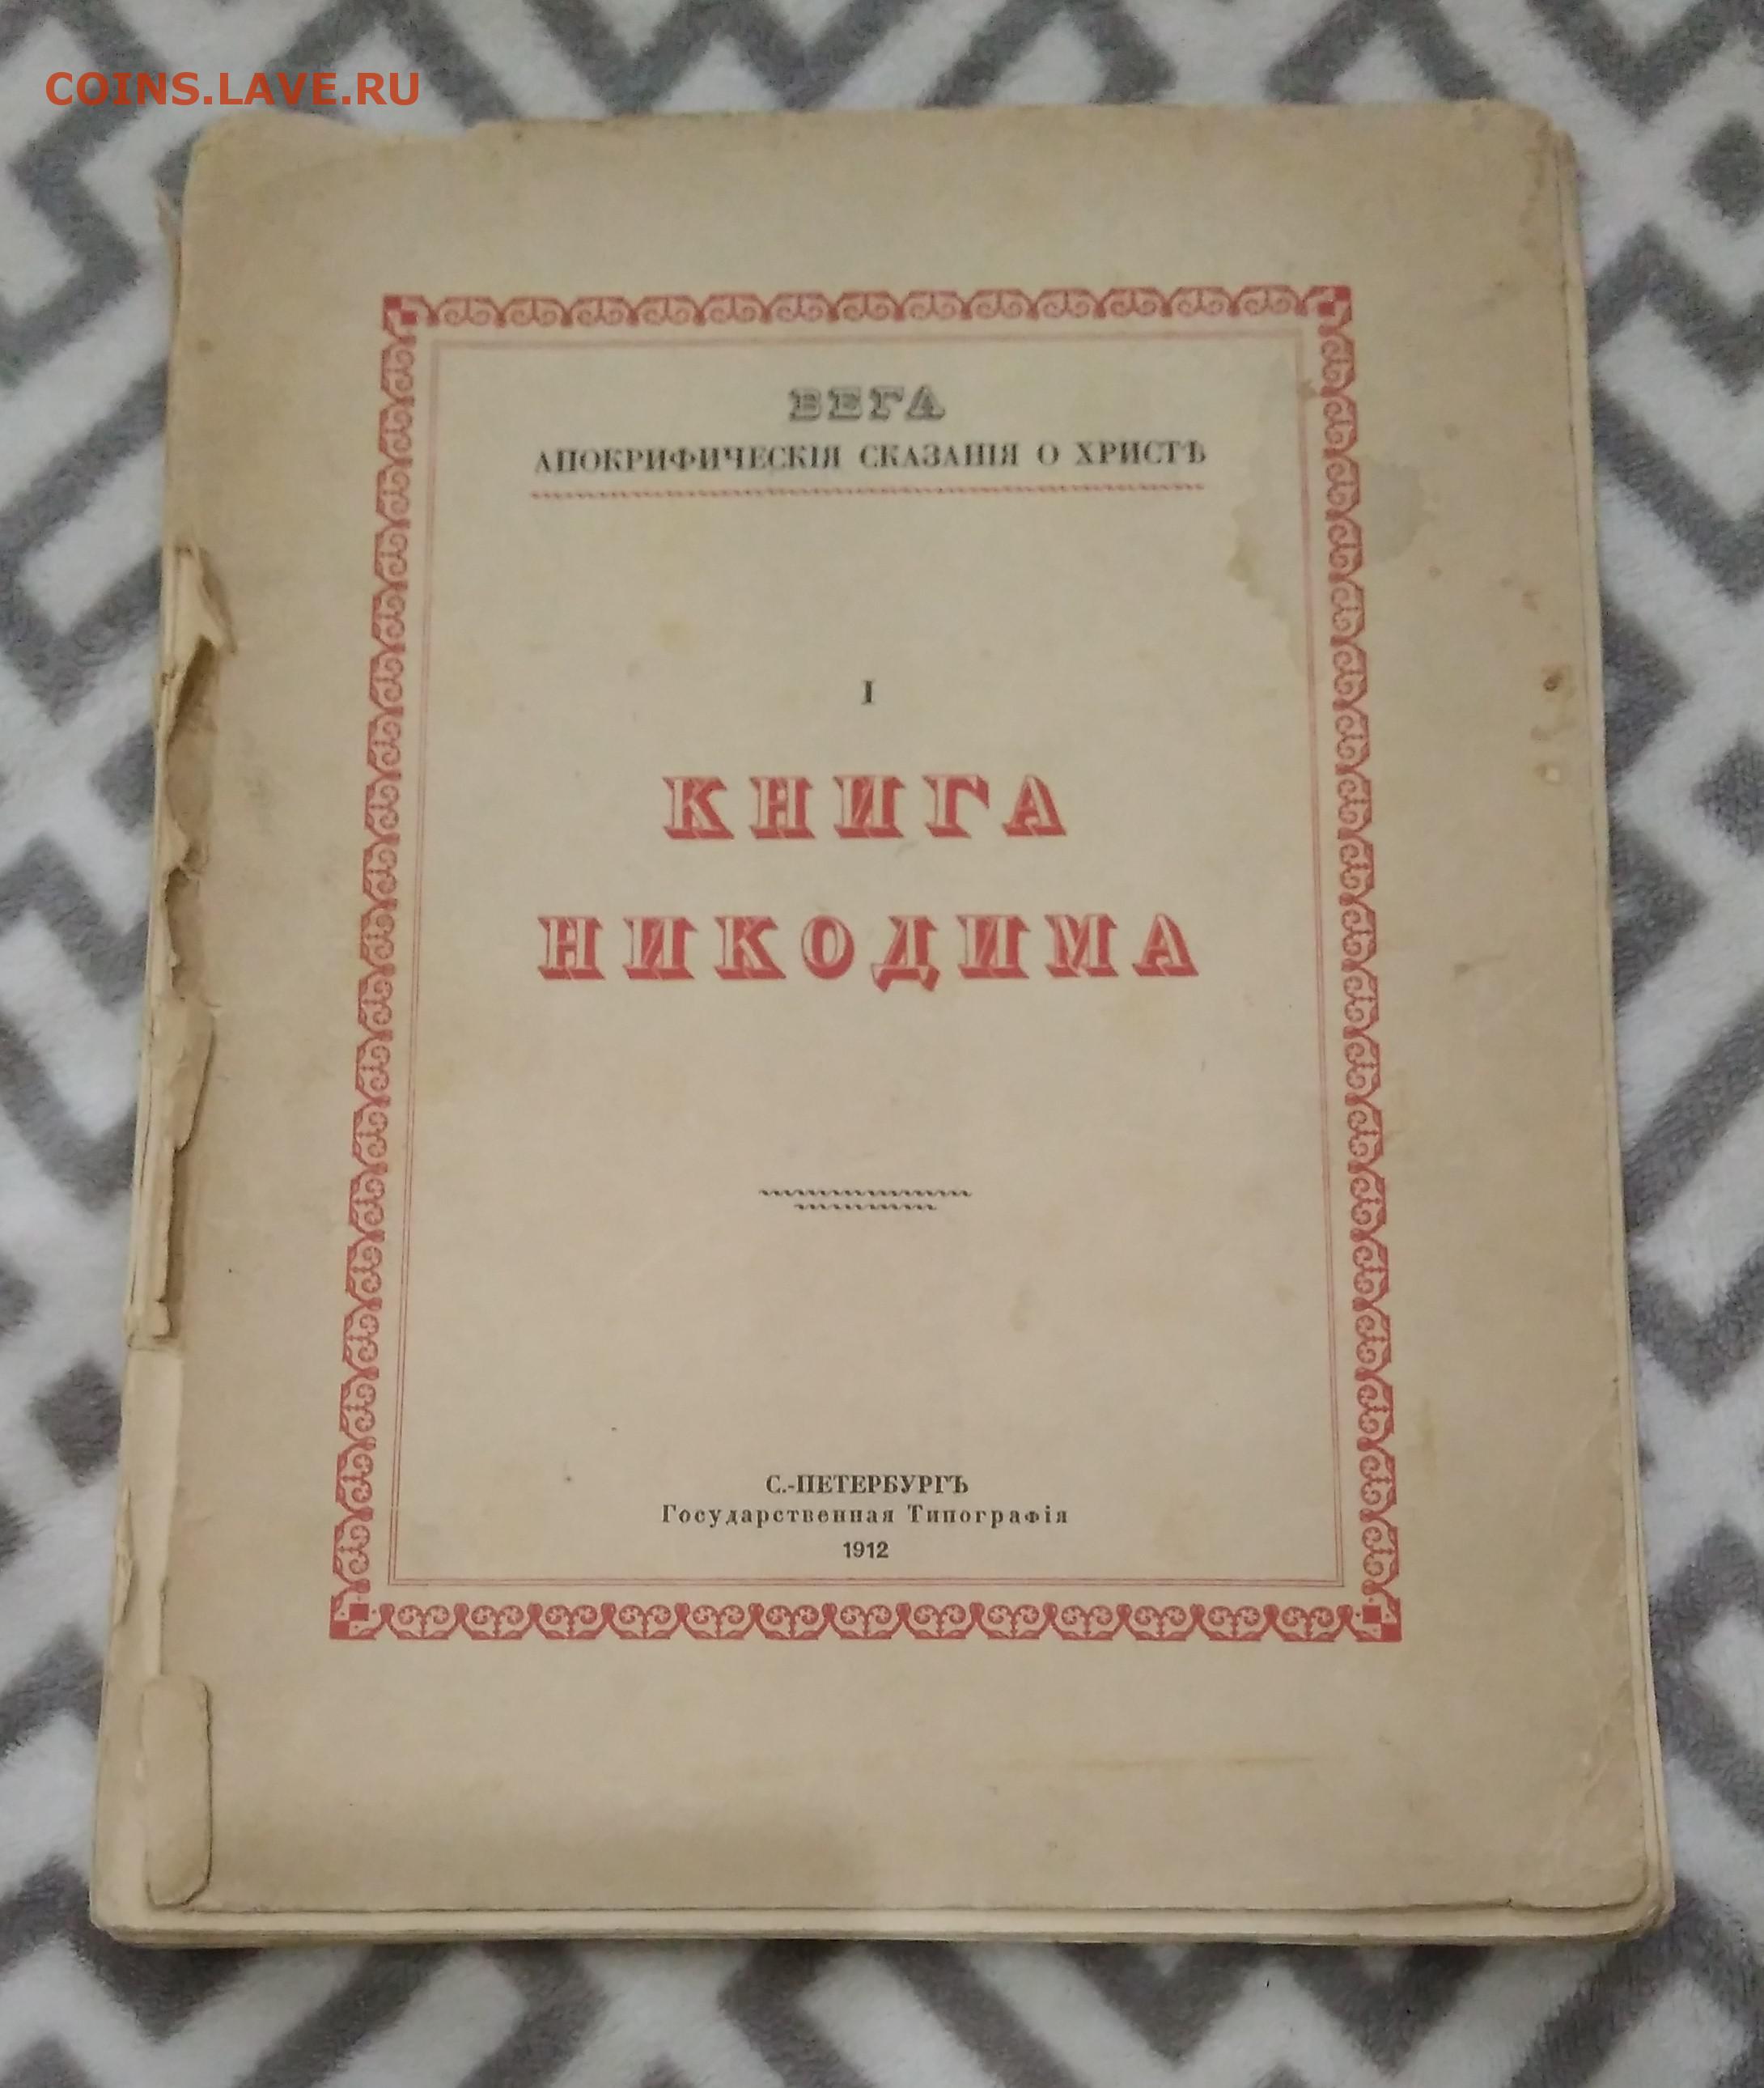 COINS.LAVE.RU
ВЕГА
АПОКРИФИЧЕСКІЯ СКАЗАНІЯ О ХРИСТѢ
I
КНИГА
НИКОДИМА
С.-ПЕТЕРБУРГЪ
Государственная Типографія
1912